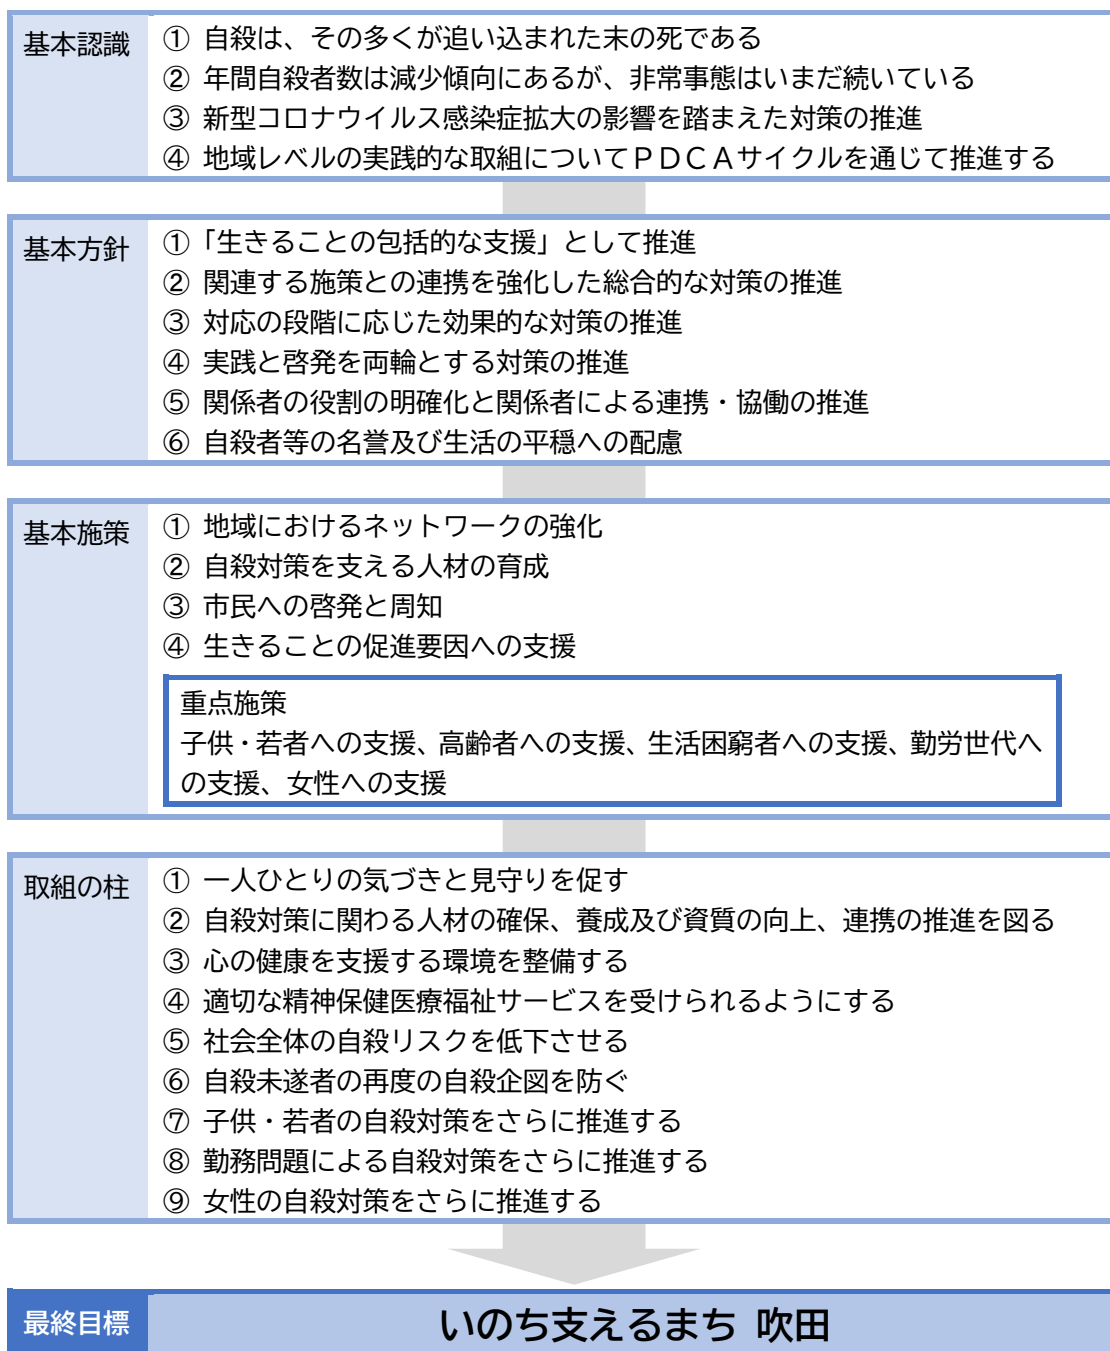 基本認識
① 自殺は、その多くが追い込まれた末の死である
② 年間自殺者数は減少傾向にあるが、非常事態はいまだ続いている
③ 新型コロナウイルス感染症拡大の影響を踏まえた対策の推進
④ 地域レベルの実践的な取組についてＰＤＣＡサイクルを通じて推進する
基本方針
①「生きることの包括的な支援」として推進
② 関連する施策との連携を強化した総合的な対策の推進
③ 対応の段階に応じた効果的な対策の推進
④ 実践と啓発を両輪とする対策の推進
⑤ 関係者の役割の明確化と関係者による連携・協働の推進
⑥ 自殺者等の名誉及び生活の平穏への配慮
基本施策
① 地域におけるネットワークの強化
② 自殺対策を支える人材の育成
③ 市民への啓発と周知
④ 生きることの促進要因への支援
重点施策
子供・若者への支援、高齢者への支援、生活困窮者への支援、勤労世代へ
の支援、女性への支援
取組の柱
① 一人ひとりの気づきと見守りを促す
② 自殺対策に関わる人材の確保、養成及び資質の向上、連携の推進を図る
③ 心の健康を支援する環境を整備する
④ 適切な精神保健医療福祉サービスを受けられるようにする
⑤ 社会全体の自殺リスクを低下させる
⑥ 自殺未遂者の再度の自殺企図を防ぐ
⑦ 子供・若者の自殺対策をさらに推進する
⑧ 勤務問題による自殺対策をさらに推進する
⑨ 女性の自殺対策をさらに推進する
最終目標
いのち支えるまち 吹田